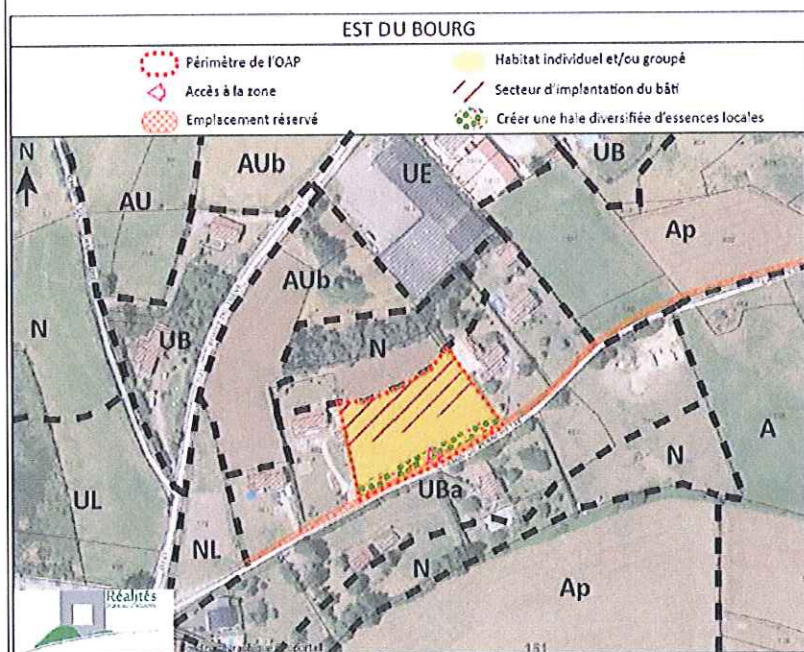 EST DU BOURG
Périmètre de l'OAP
Habitat individuel et/ou groupé
Accès à la zone
Secteur d'implantation du bâti
Emplacement réservé
Créer une haie diversifiée d'essences locales
N
AUb
UE
UB
AU
Ap
AUb
N
UB
N
A
UBa
N
UL
NL
N
Ap
Réalités
161